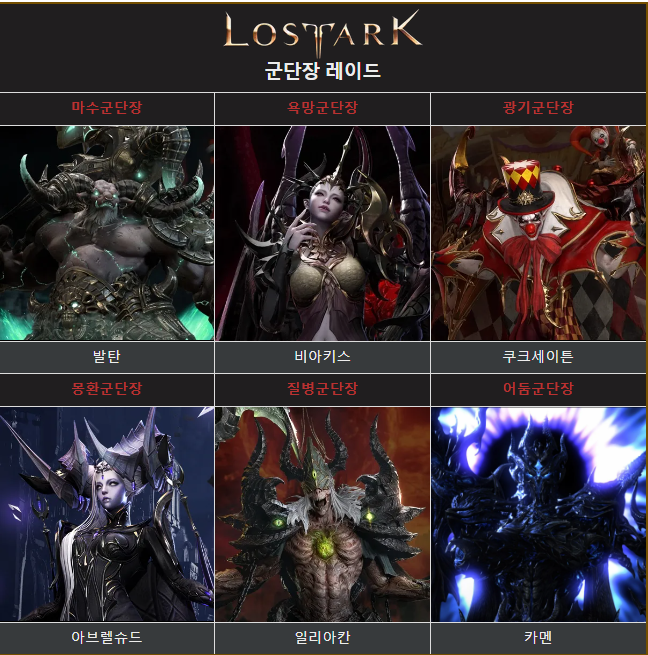 LOSTARK
군단장 레이드
마수군단장 욕망군단장 광기군단장
발탄 비아키스 쿠크세이튼
몽환군단장 질병군단장 어둠군단장
아브렐슈드 일리아칸 카멘